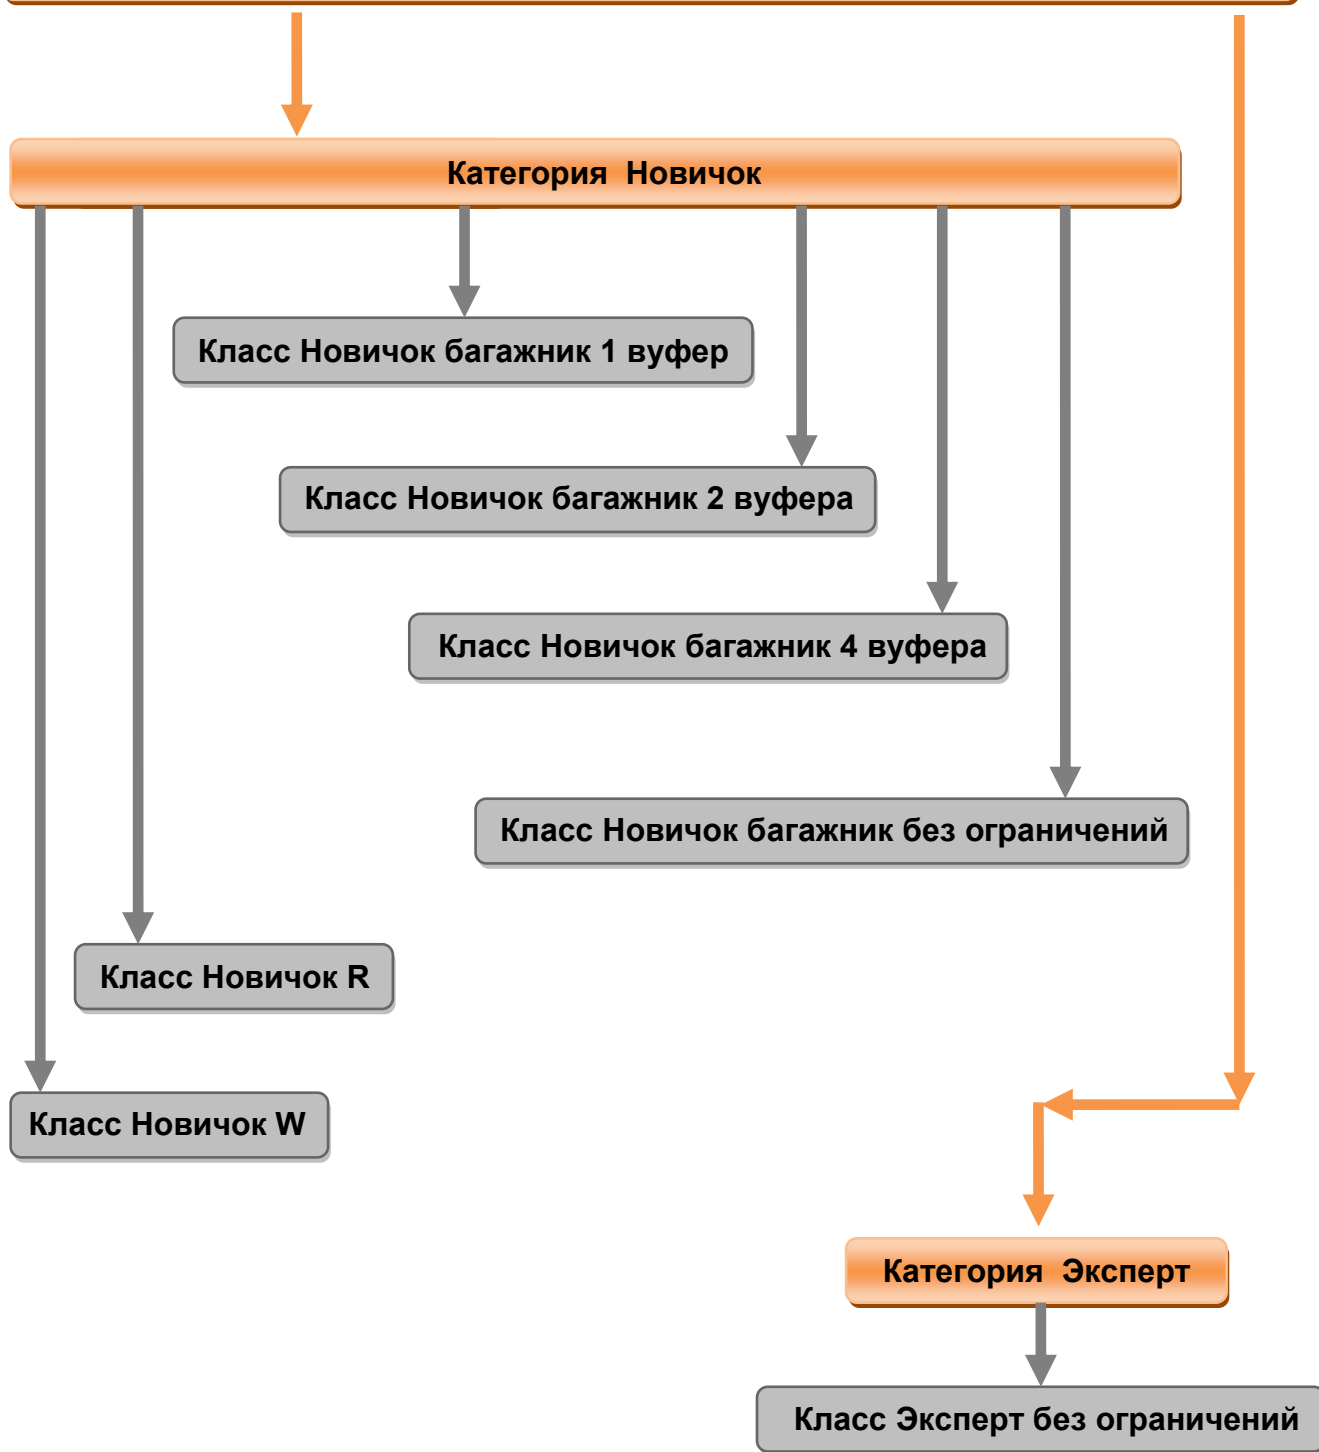 Категория Новичок
Класс Новичок багажник 1 вуфер
Класс Новичок багажник 2 вуфера
Класс Новичок багажник 4 вуфера
Класс Новичок багажник без ограничений
Класс Новичок R
Класс Новичок W
Категория Эксперт
Класс Эксперт без ограничений